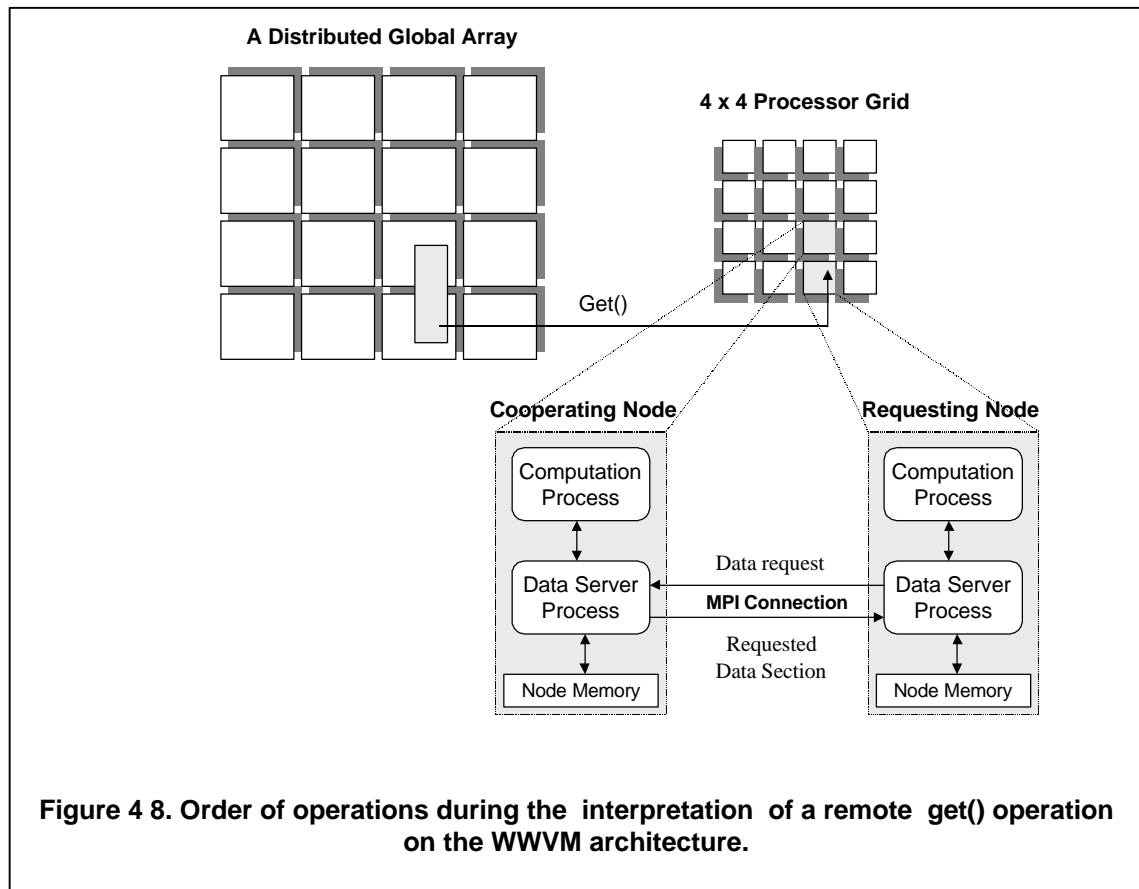 A Distributed Global Array
4 x 4 Processor Grid
Get()
Cooperating Node
Requesting Node
Computation
Process
Computation
Process
Data request
Data Server
Process
MPI Connection
Data Server
Process
Requested
Data Section
Node Memory
Node Memory
Figure 4 8. Order of operations during the interpretation of a remote get() operation
on the WWVM architecture.